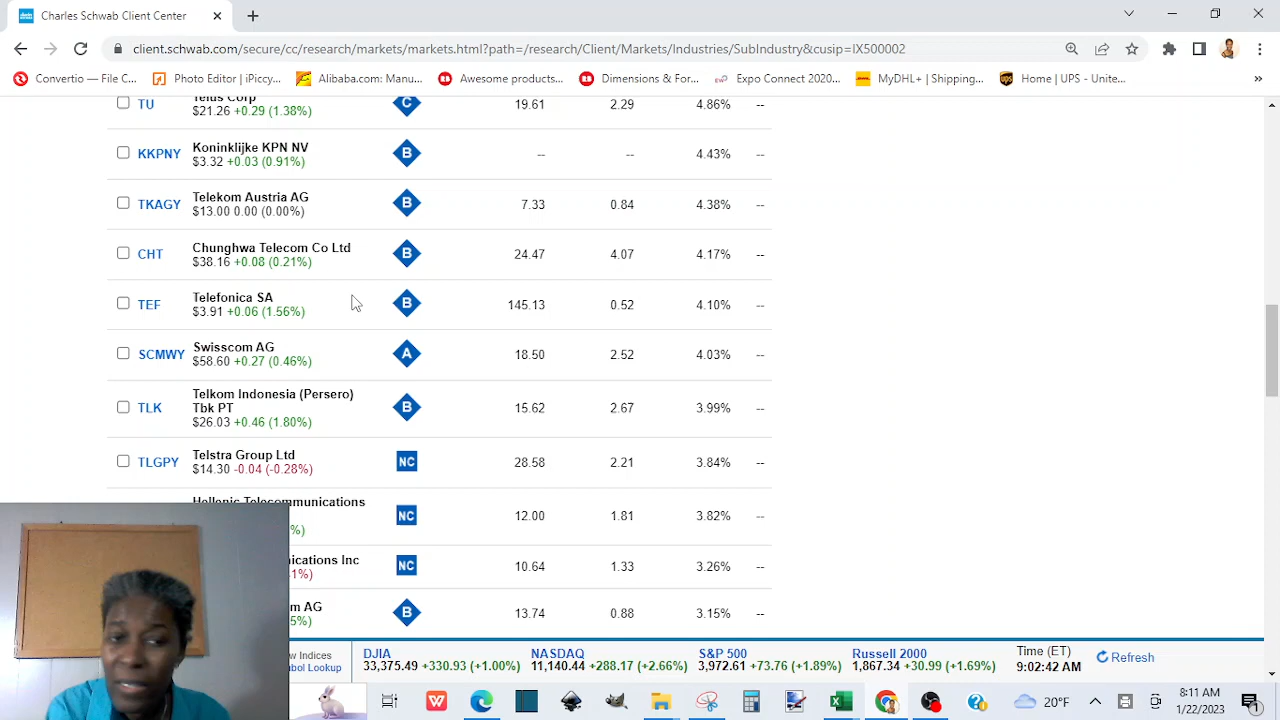 Charles Schwab Client Center
client.schwab.com/secure/cc/research/markets/markets.html?path=/research/Client/Markets/Industries/SubIndustry&cusip=IX500002
Convertio — File C... Photo Editor | iPiccy... Alibaba.com: Manu... Awesome products... Dimensions & For... Expo Connect 2020... MyDHL+ | Shipping... Home | UPS - Unite... »
TU Telus Corp C 19.61 2.29 4.86% --
$21.26 +0.29 (1.38%)
KKPNY Koninklijke KPN NV B -- -- 4.43% --
$3.32 +0.03 (0.91%)
TKAGY Telekom Austria AG B 7.33 0.84 4.38% --
$13.00 0.00 (0.00%)
CHT Chunghwa Telecom Co Ltd B 24.47 4.07 4.17% --
$38.16 +0.08 (0.21%)
TEF Telefonica SA B 145.13 0.52 4.10% --
$3.91 +0.06 (1.56%)
SCMWY Swisscom AG A 18.50 2.52 4.03% --
$58.60 +0.27 (0.46%)
TLK Telkom Indonesia (Persero) B 15.62 2.67 3.99% --
Tbk PT
$26.03 +0.46 (1.80%)
TLGPY Telstra Group Ltd NC 28.58 2.21 3.84% --
$14.30 -0.04 (-0.28%)
Hellenic Telecommunications NC 12.00 1.81 3.82% --
%)
ications Inc NC 10.64 1.33 3.26% --
1%)
m AG B 13.74 0.88 3.15% --
5%)
w Indices
bol Lookup
DJIA NASDAQ S&P 500 Russell 2000 Time (ET)
33,375.49 +330.93 (+1.00%) 11,140.44 +288.17 (+2.66%) 3,972.61 +73.76 (+1.89%) 1,867.34 +30.99 (+1.69%) 9:02:42 AM Refresh
20°F
8:11 AM
1/22/2023